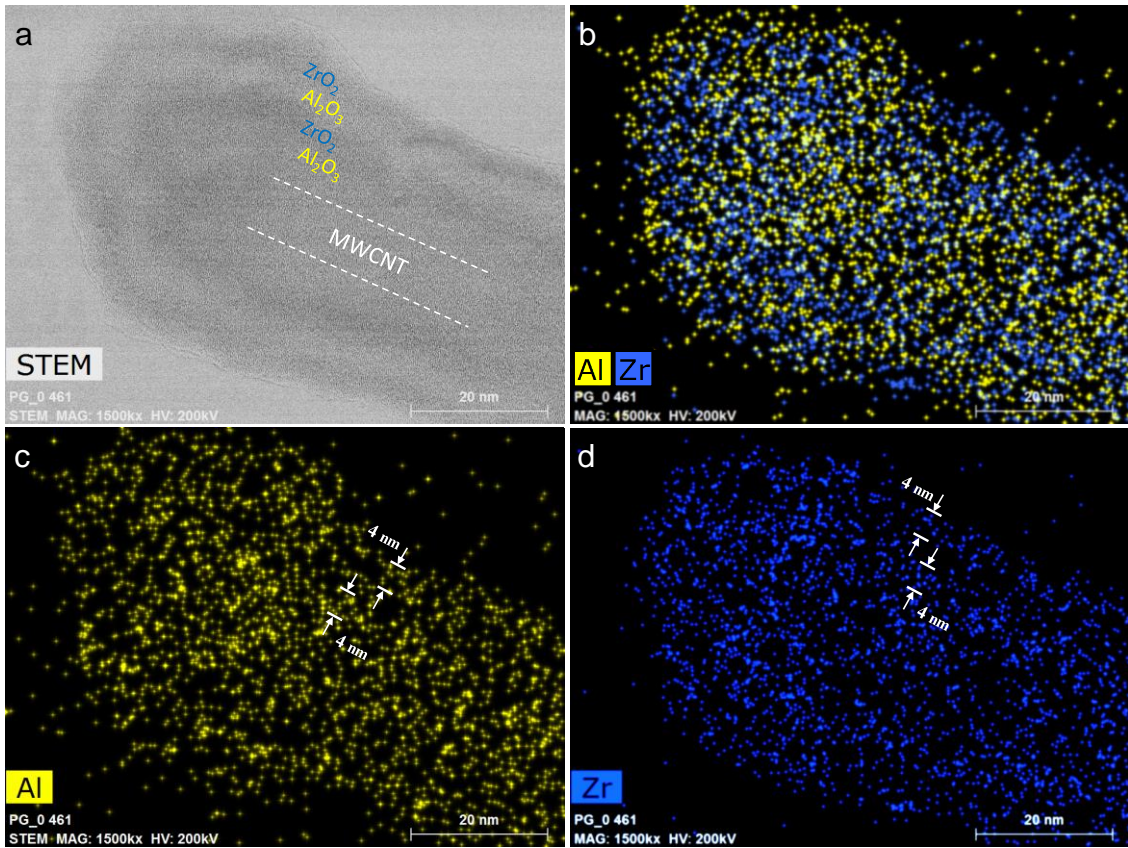 a
ZrO₂
Al₂O₃
ZrO₂
Al₂O₃
MWCNT
STEM
PG_0 461
STEM MAG: 1500kx HV: 200kV
20 nm
b
Al Zr
PG_0 461
MAG: 1500kx HV: 200kV
20 nm
c
4 nm
4 nm
Al
PG_0 461
STEM MAG: 1500kx HV: 200kV
20 nm
d
4 nm
4 nm
Zr
PG_0 461
MAG: 1500kx HV: 200kV
20 nm